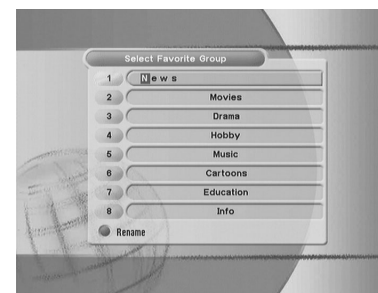 Select Favorite Group
1 News
2 Movies
3 Drama
4 Hobby
5 Music
6 Cartoons
7 Education
8 Info
Rename